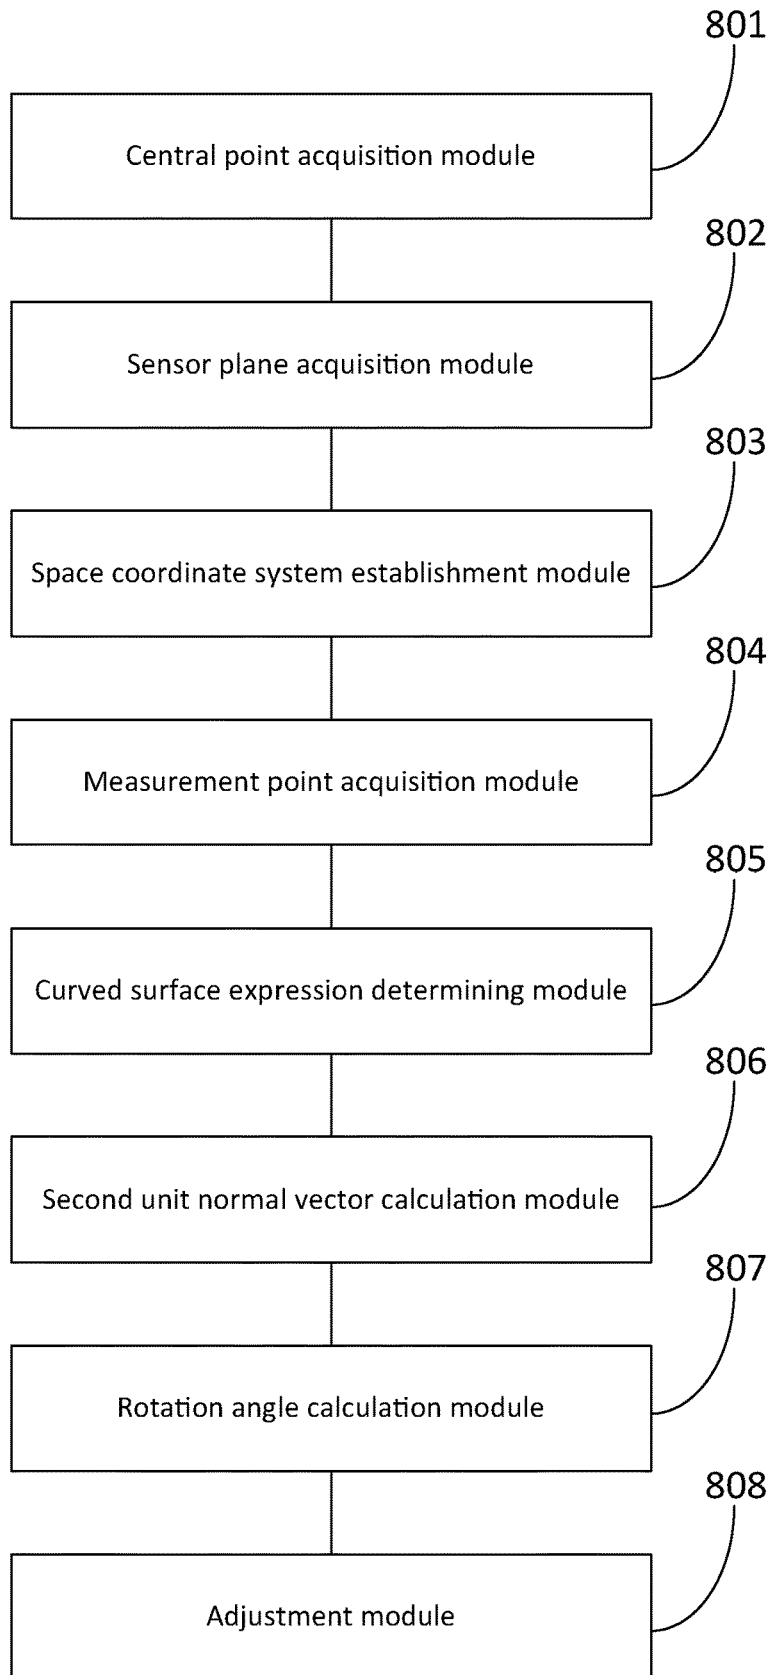 801
Central point acquisition module
802
Sensor plane acquisition module
803
Space coordinate system establishment module
804
Measurement point acquisition module
805
Curved surface expression determining module
806
Second unit normal vector calculation module
807
Rotation angle calculation module
808
Adjustment module